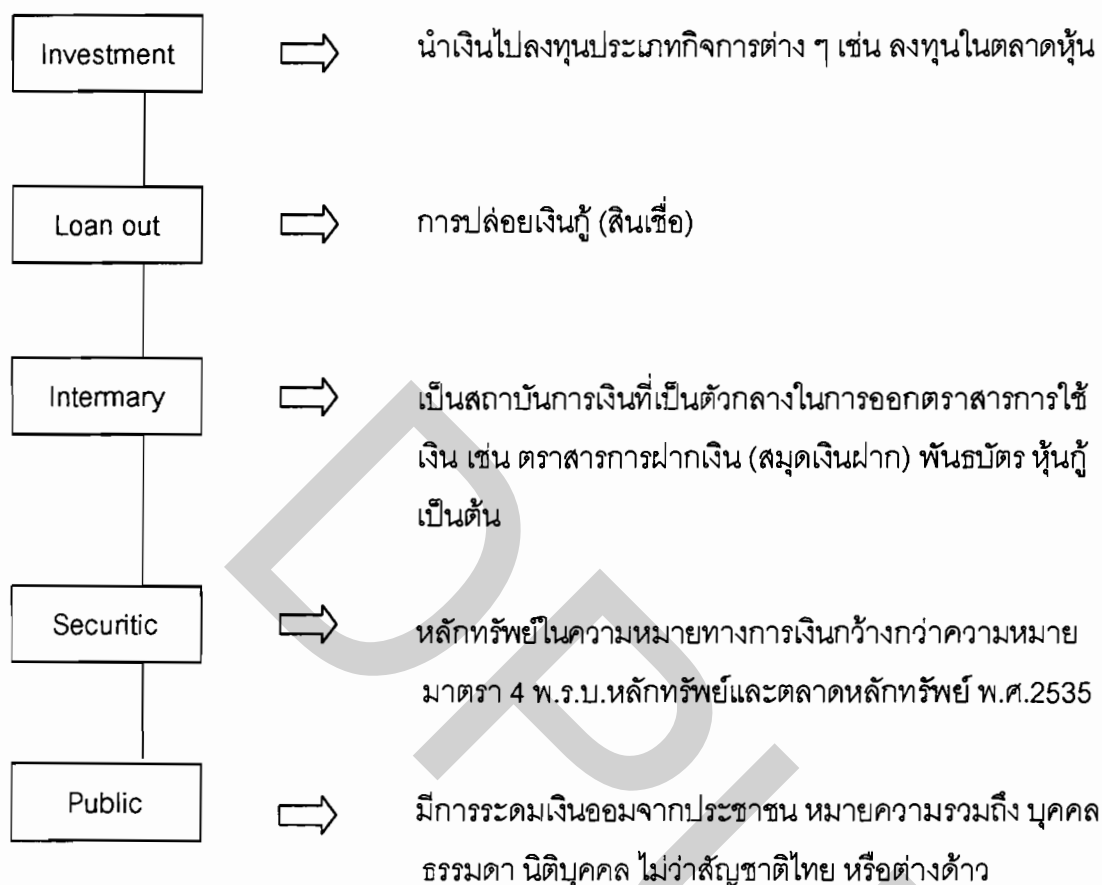 Investment นำเงินไปลงทุนประเภทกิจการต่าง ๆ เช่น ลงทุนในตลาดหุ้น
Loan out การปล่อยเงินกู้ (สินเชื่อ)
Intermary เป็นสถาบันการเงินที่เป็นตัวกลางในการออกตราสารการใช้
เงิน เช่น ตราสารการฝากเงิน (สมุดเงินฝาก) พันธบัตร หุ้นกู้
เป็นต้น
Securitic หลักทรัพย์ในความหมายทางการเงินกว้างกว่าความหมาย
มาตรา 4 พ.ร.บ.หลักทรัพย์และตลาดหลักทรัพย์ พ.ศ.2535
Public มีการระดมเงินออมจากประชาชน หมายความรวมถึง บุคคล
ธรรมดา นิติบุคคล ไม่ว่าสัญชาติไทย หรือต่างด้าว